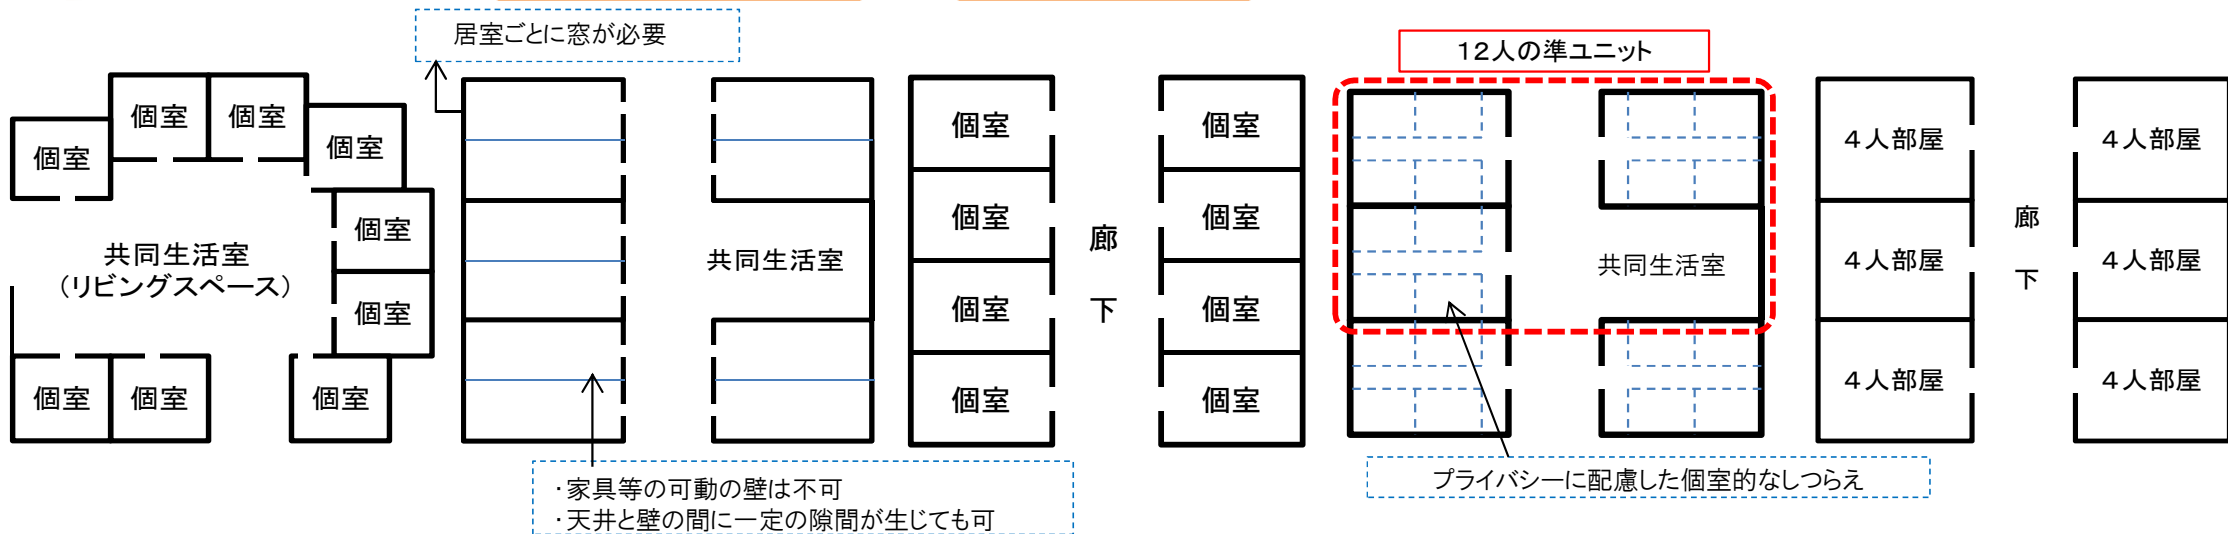 居室ごとに窓が必要
12人の準ユニット
個室
個室
個室
個室
個室
個室
個室
共同生活室
(リビングスペース)
個室
個室
個室
共同生活室
・家具等の可動の壁は不可
・天井と壁の間に一定の隙間が生じても可
個室
個室
個室
個室
廊
下
個室
個室
個室
個室
共同生活室
プライバシーに配慮した個室的なしつらえ
4人部屋
4人部屋
4人部屋
廊
下
4人部屋
4人部屋
4人部屋